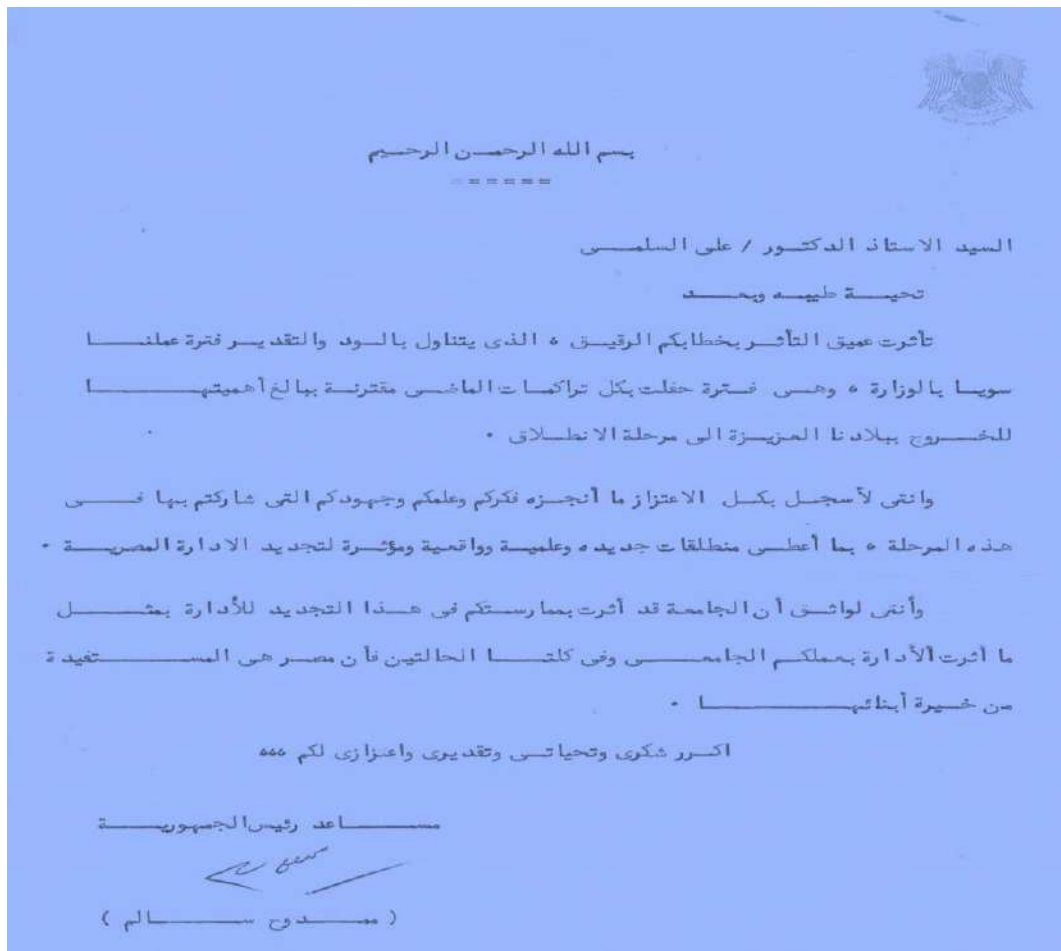 بسم الله الرحمن الرحيم
======
السيد الاستاذ الدكتور / على السلمى
تحية طيبه وبعد
تأثرت عميق التأثر بخطابكم الرقيق ، الذى يتناول بالود والتقدير فترة عملنا
سويا بالوزارة ، وهى فترة حفلت بكل تراكمات الماضى مقترنة ببالغ أهميتها
للخروج ببلادنا العزيزة الى مرحلة الانطلاق .
وانى لأسجل بكل الاعتزاز ما أنجزه فكركم وعلمكم وجهودكم التى شاركتم بها فى
هذه المرحلة ، بما أعطى منطلقات جديده وعلمية وواقعية ومؤثرة لتجديد الادارة المصرية .
وأننى لواثق أن الجامعة قد أثرت بممارستكم فى هذا التجديد للأدارة بمثل
ما أثرت الأدارة بعملكم الجامعى وفى كلتا الحالتين فأن مصر هى المستفيدة
من خيرة أبنائها .
اكرر شكرى وتحياتى وتقديرى واعزازى لكم ،،،
مساعد رئيس الجمهورية
( ممدوح سالم )